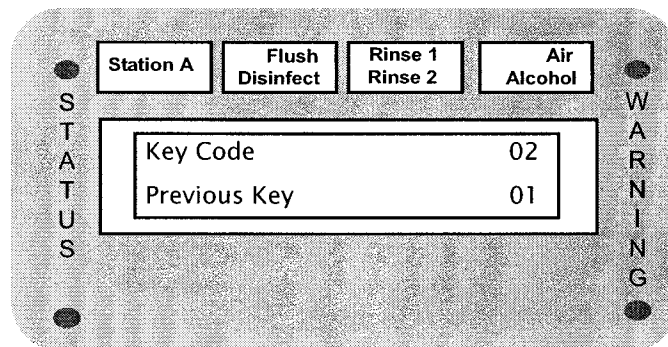 Station A
Flush
Disinfect
Rinse 1
Rinse 2
Air
Alcohol
STATUS
Key Code 02
Previous Key 01
WARNING